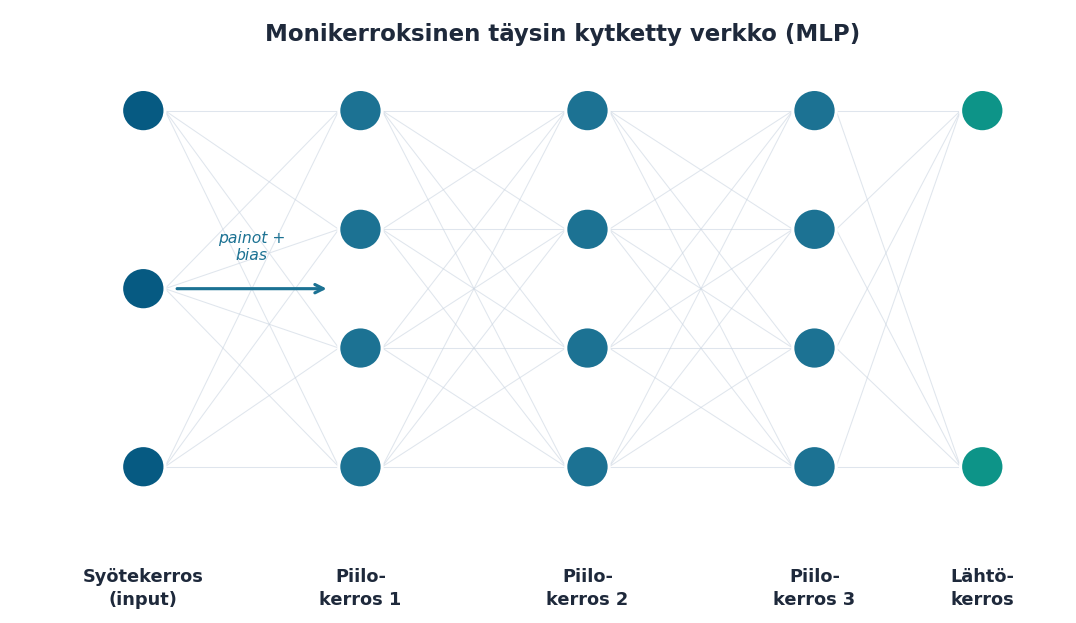 Monikerroksinen täysin kytketty verkko (MLP)
painot +
bias
Syötekerros
(input)
Piilo-
kerros 1
Piilo-
kerros 2
Piilo-
kerros 3
Lähtö-
kerros